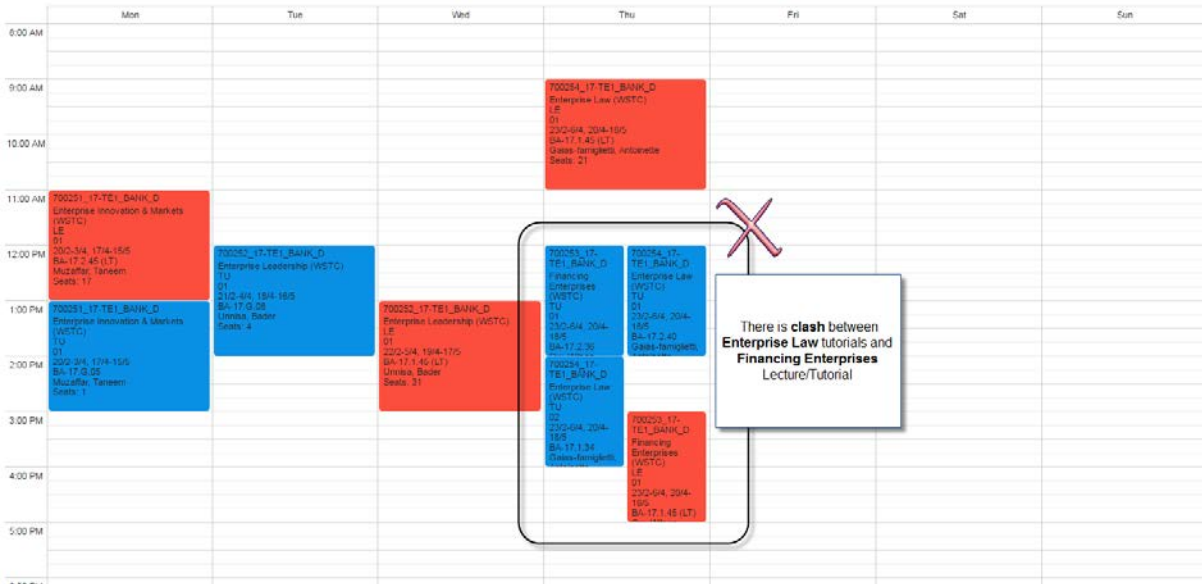 Mon Tue Wed Thu Fri Sat Sun
8:00 AM
9:00 AM
10:00 AM
11:00 AM
12:00 PM
1:00 PM
2:00 PM
3:00 PM
4:00 PM
5:00 PM
700251_17-TE1_BANK_D
Enterprise Innovation & Markets
(WSTC)
LE
01
20/2-3/4, 17/4-15/5
BA-17.2.45 (LT)
Muzaffar, Taneem
Seats: 17
700251_17-TE1_BANK_D
Enterprise Innovation & Markets
(WSTC)
TU
01
20/2-3/4, 17/4-15/5
BA-17.G.05
Muzaffar, Taneem
Seats: 1
700252_17-TE1_BANK_D
Enterprise Leadership (WSTC)
TU
01
21/2-4/4, 18/4-16/5
BA-17.G.08
Unnisa, Bader
Seats: 4
700252_17-TE1_BANK_D
Enterprise Leadership (WSTC)
LE
01
22/2-5/4, 19/4-17/5
BA-17.1.45 (LT)
Unnisa, Bader
Seats: 31
700254_17-TE1_BANK_D
Enterprise Law (WSTC)
LE
01
23/2-6/4, 20/4-18/5
BA-17.1.45 (LT)
Antoinette
Seats: 21
700253_17-
TE1_BANK_D
Financing
Enterprises
(WSTC)
TU
01
23/2-6/4, 20/4-
18/5
BA-17.2.36
700254_17-
TE1_BANK_D
Enterprise Law
(WSTC)
TU
01
23/2-6/4, 20/4-
18/5
BA-17.2.40
700254_17-
TE1_BANK_D
Enterprise Law
(WSTC)
TU
02
23/2-6/4, 20/4-
18/5
BA-17.1.34
700253_17-
TE1_BANK_D
Financing
Enterprises
(WSTC)
LE
01
23/2-6/4, 20/4-
18/5
BA-17.1.45 (LT)
There is clash between
Enterprise Law tutorials and
Financing Enterprises
Lecture/Tutorial